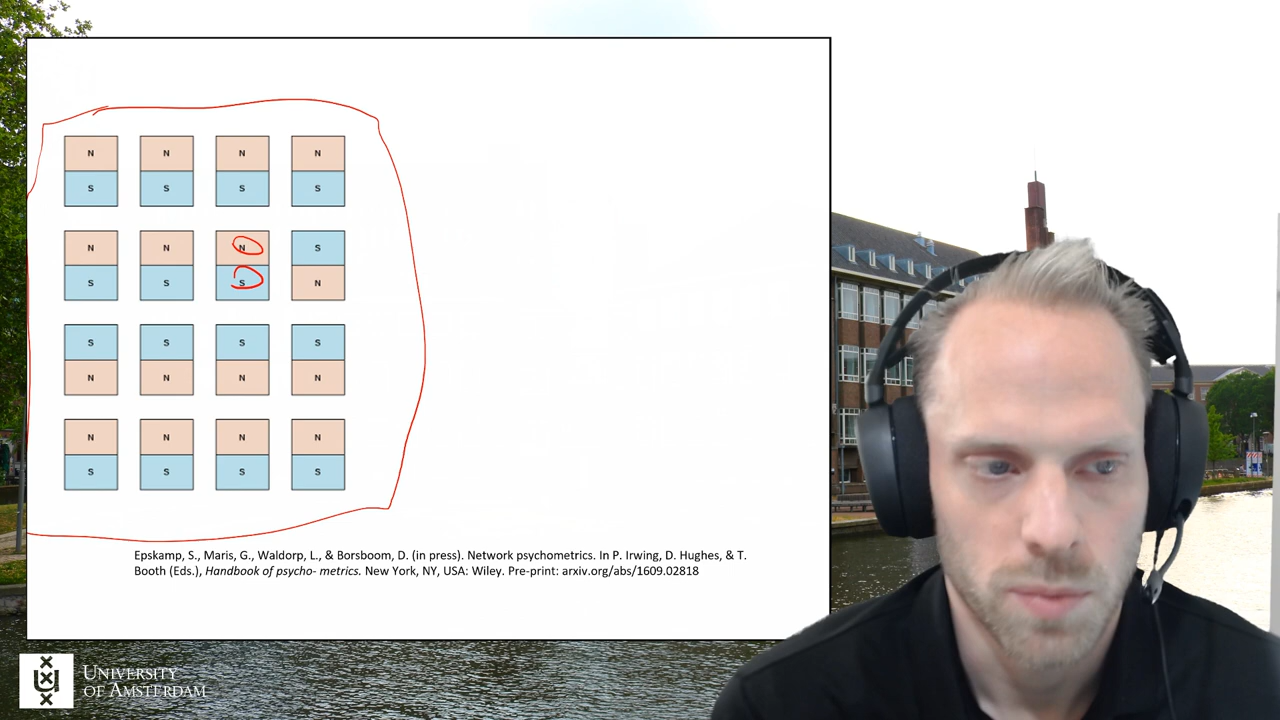 N N N N
S S S S
N N N S
S S S N
S S S S
N N N N
N N N N
S S S S
Epskamp, S., Maris, G., Waldorp, L., & Borsboom, D. (in press). Network psychometrics. In P. Irwing, D. Hughes, & T.
Booth (Eds.), Handbook of psycho- metrics. New York, NY, USA: Wiley. Pre-print: arxiv.org/abs/1609.02818
UNIVERSITY
OF AMSTERDAM